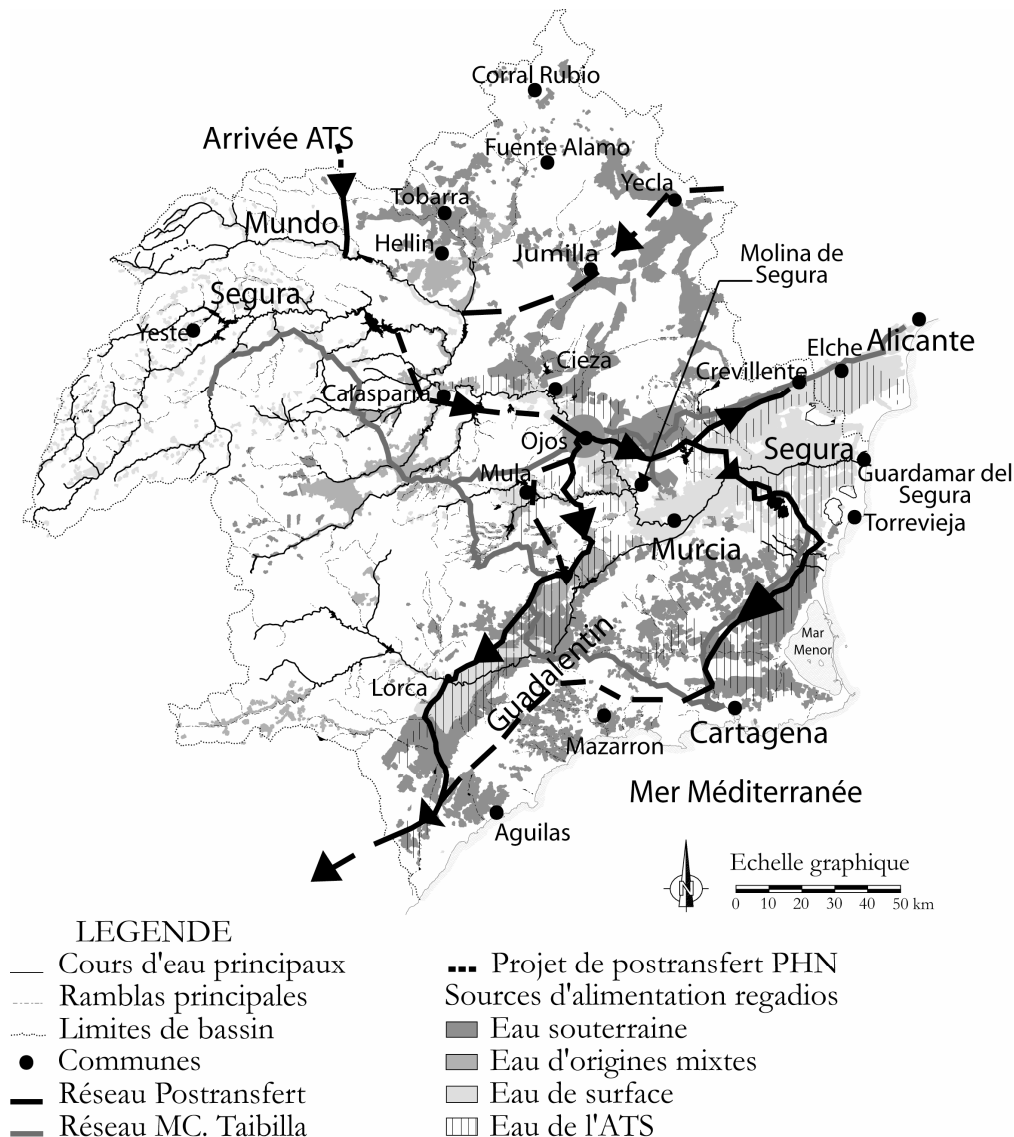 Corral Rubio
Arrivée ATS
Fuente Alamo
Yecla
Tobarra
Mundo
Hellin
Jumilla
Molina de
Segura
Segura
Yeste
Alicante
Elche
Cieza
Crevillente
Calasparra
Ojos
Segura
Mula
Guardamar del
Segura
Torrevieja
Murcia
Mar
Menor
Guadalentin
Lorca
Cartagena
Mazarron
Mer Méditerranée
Aguilas
Echelle graphique
N
0 10 20 30 40 50 km
LEGENDE
Cours d'eau principaux
Ramblas principales
Limites de bassin
Communes
Réseau Postransfert
Réseau MC. Taibilla
Projet de postransfert PHN
Sources d'alimentation regadios
Eau souterraine
Eau d'origines mixtes
Eau de surface
Eau de l'ATS